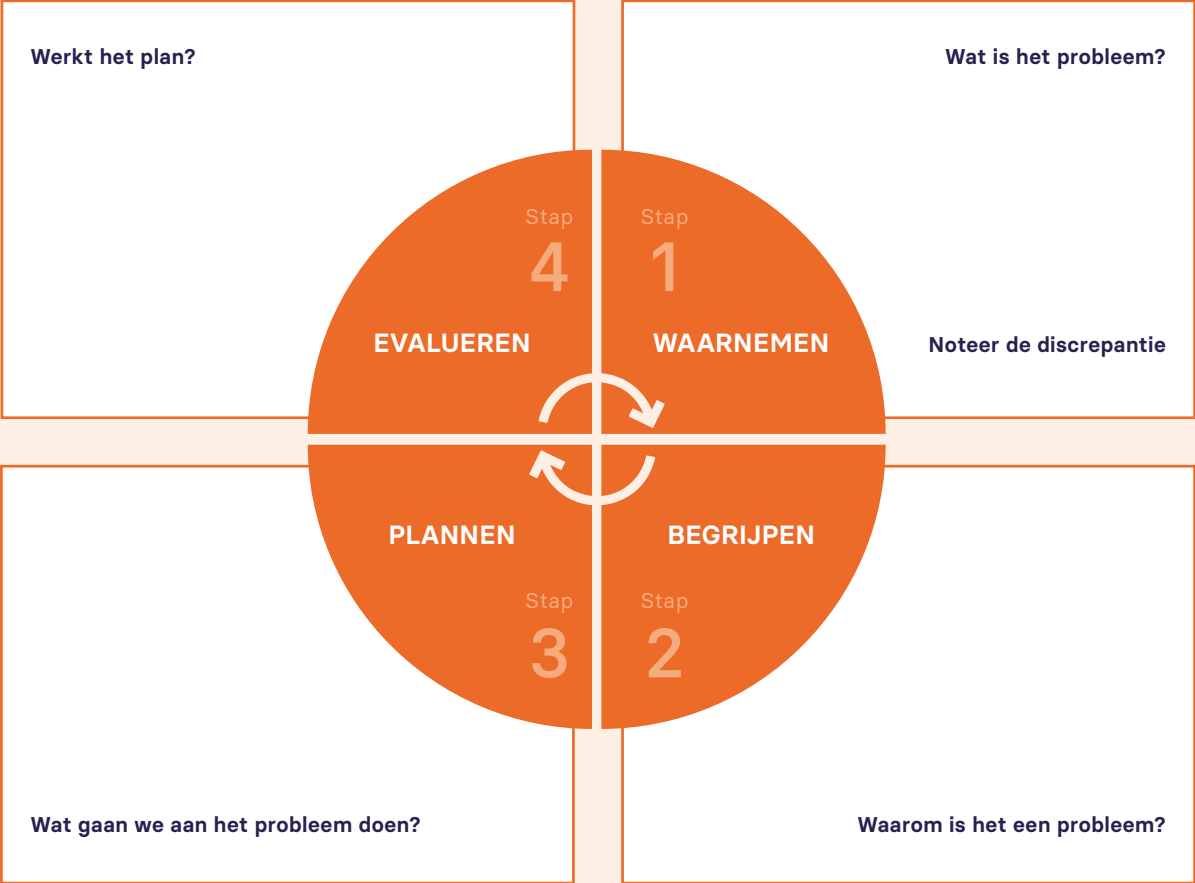 Werkt het plan?
Wat is het probleem?
Stap
4
Stap
1
EVALUEREN
WAARNEMEN
Noteer de discrepantie
PLANNEN
BEGRIJPEN
Stap
3
Stap
2
Wat gaan we aan het probleem doen?
Waarom is het een probleem?